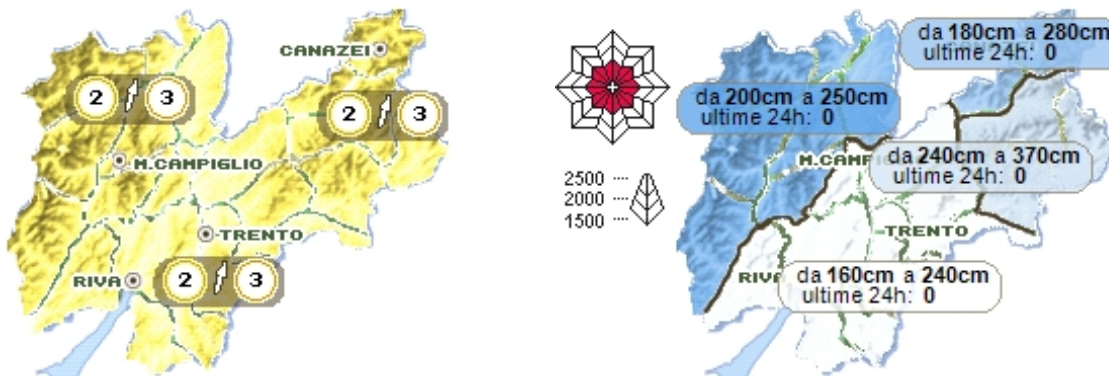 CANAZEI
2 3
2 3
M.CAMPIGLIO
TRENTO
RIVA
2 3
da 180cm a 280cm
ultime 24h: 0
da 200cm a 250cm
ultime 24h: 0
M.CAMP
da 240cm a 370cm
ultime 24h: 0
2500
2000
1500
TRENTO
RIVA
da 160cm a 240cm
ultime 24h: 0